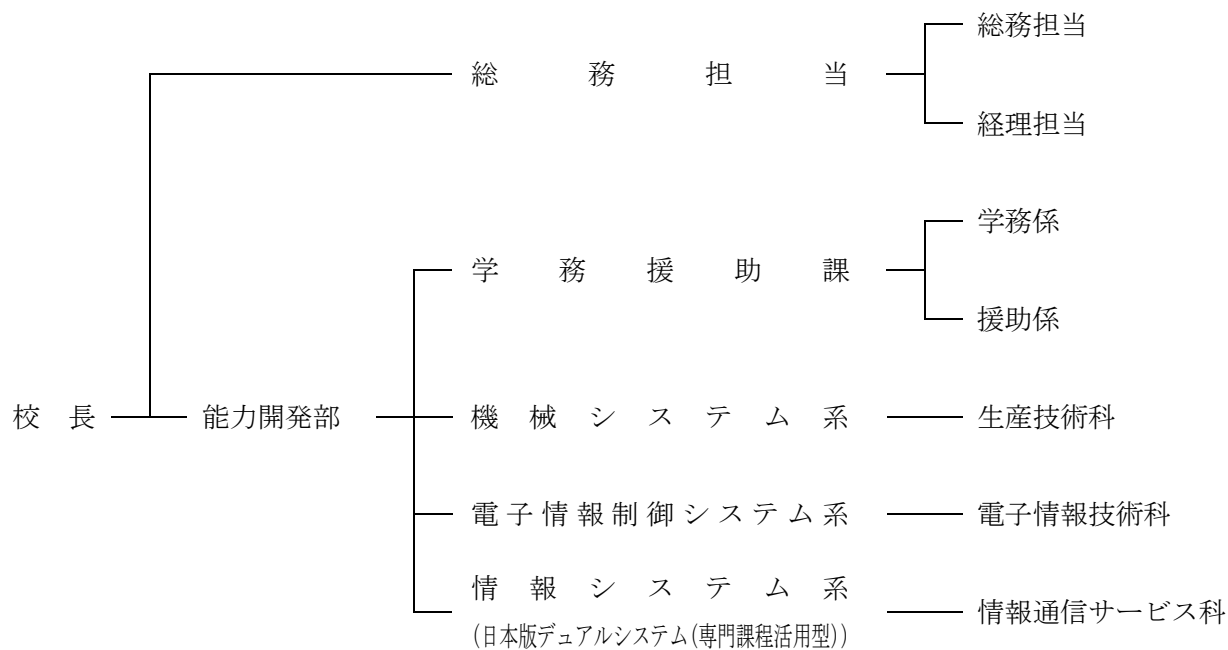 総務担当
総務担当
経理担当
学務係
学務援助課
援助係
校長
能力開発部
機械システム系
生産技術科
電子情報制御システム系
電子情報技術科
情報システム系
(日本版デュアルシステム(専門課程活用型))
情報通信サービス科